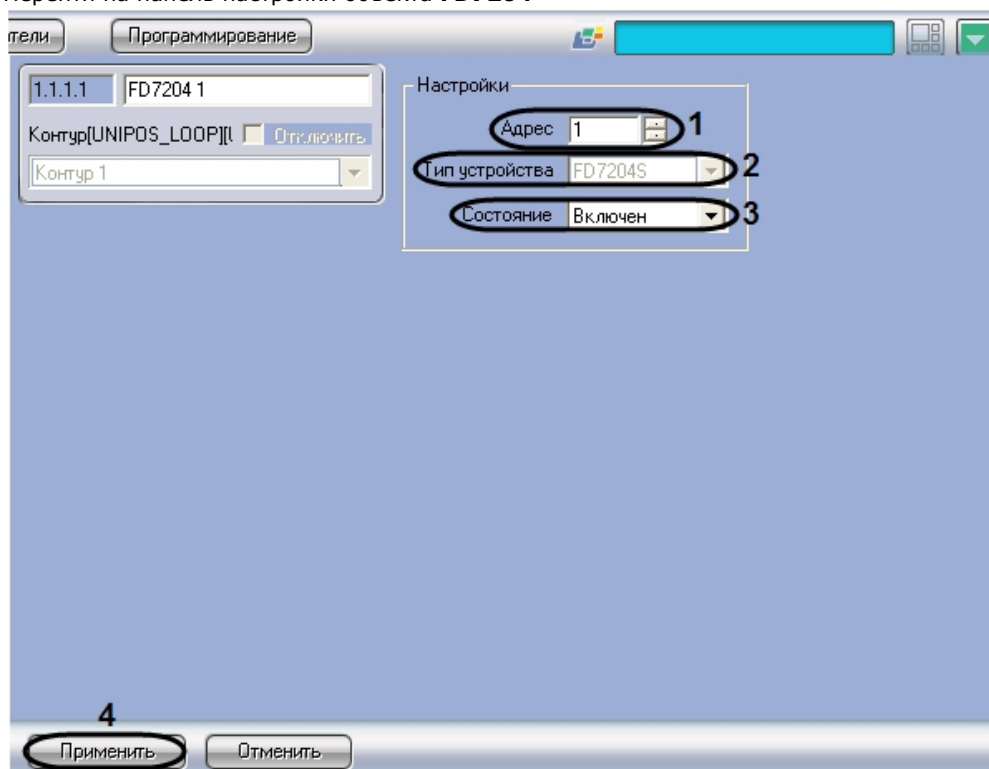 Перейти на панель настройки объекта FD7204
тели
Программирование
1.1.1.1
FD7204 1
Контур[UNIPOS_LOOP][
Отключить
Контур 1
Настройки
Адрес
1
1
Тип устройства
FD7204S
2
Состояние
Включен
3
4
Применить
Отменить